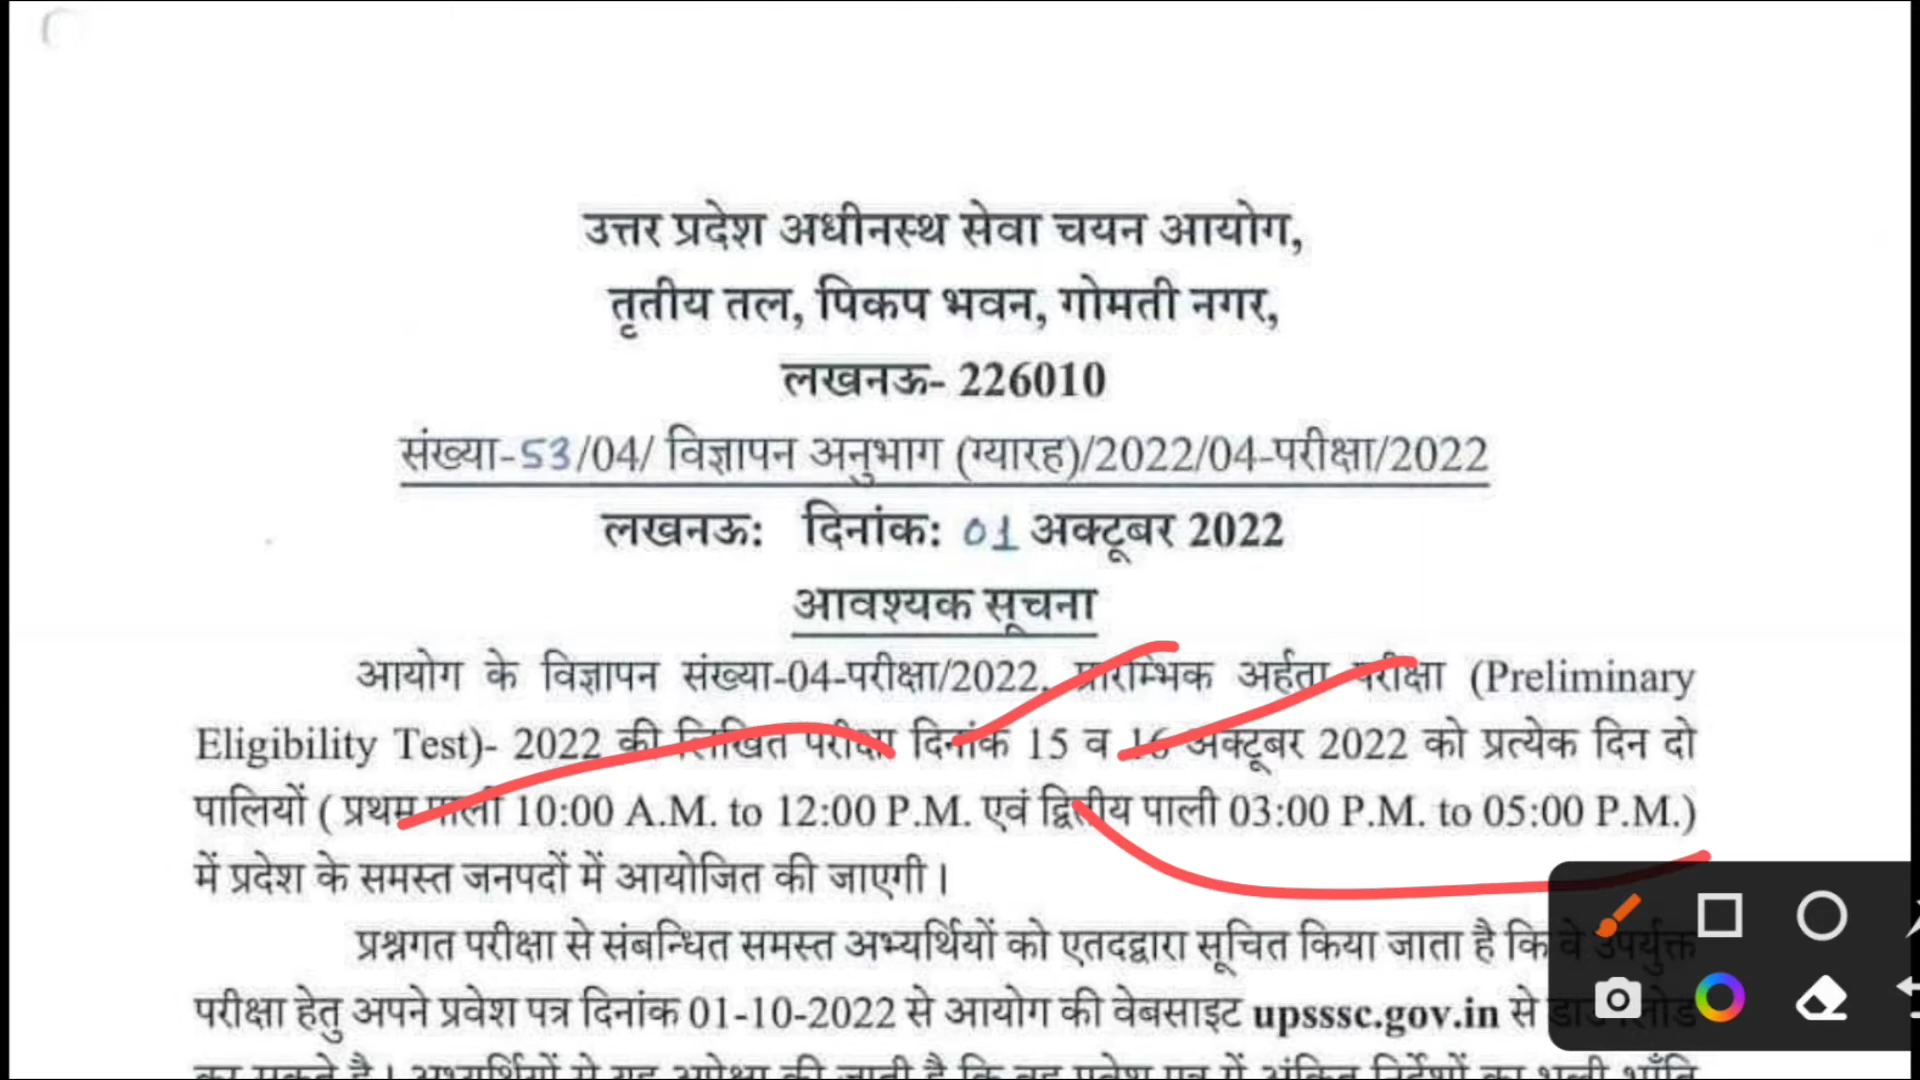 उत्तर प्रदेश अधीनस्थ सेवा चयन आयोग,
तृतीय तल, पिकप भवन, गोमती नगर,
लखनऊ- 226010
संख्या-53/04/ विज्ञापन अनुभाग (ग्यारह)/2022/04-परीक्षा/2022
लखनऊ: दिनांक: 01 अक्टूबर 2022
आवश्यक सूचना
आयोग के विज्ञापन संख्या-04-परीक्षा/2022, प्रारम्भिक अर्हता परीक्षा (Preliminary
Eligibility Test)- 2022 की लिखित परीक्षा दिनांक 15 व 16 अक्टूबर 2022 को प्रत्येक दिन दो
पालियों ( प्रथम पाली 10:00 A.M. to 12:00 P.M. एवं द्वितीय पाली 03:00 P.M. to 05:00 P.M.)
में प्रदेश के समस्त जनपदों में आयोजित की जाएगी।
प्रश्नगत परीक्षा से संबन्धित समस्त अभ्यर्थियों को एतदद्वारा सूचित किया जाता है कि वे उपर्युक्त
परीक्षा हेतु अपने प्रवेश पत्र दिनांक 01-10-2022 से आयोग की वेबसाइट upsssc.gov.in से डाउनलोड